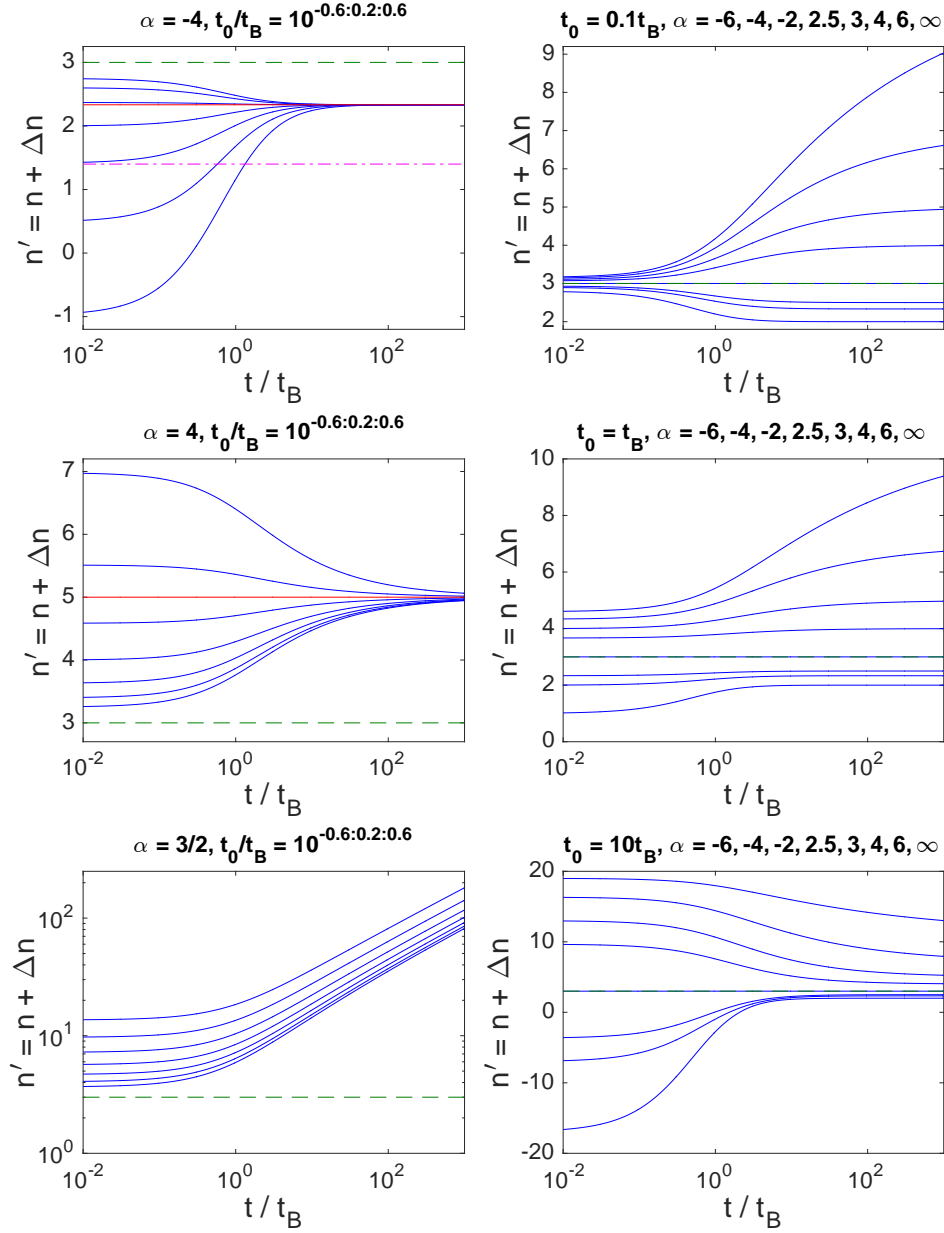 α = -4, t0/tB = 10^-0.6:0.2:0.6
3
2
1
0
-1
n′ = n + Δn
10^-2 10^0 10^2
t / tB
t0 = 0.1tB, α = -6, -4, -2, 2.5, 3, 4, 6, ∞
9
8
7
6
5
4
3
2
n′ = n + Δn
10^-2 10^0 10^2
t / tB
α = 4, t0/tB = 10^-0.6:0.2:0.6
7
6
5
4
3
n′ = n + Δn
10^-2 10^0 10^2
t / tB
t0 = tB, α = -6, -4, -2, 2.5, 3, 4, 6, ∞
10
8
6
4
2
0
n′ = n + Δn
10^-2 10^0 10^2
t / tB
α = 3/2, t0/tB = 10^-0.6:0.2:0.6
10^2
10^1
10^0
n′ = n + Δn
10^-2 10^0 10^2
t / tB
t0 = 10tB, α = -6, -4, -2, 2.5, 3, 4, 6, ∞
20
10
0
-10
-20
n′ = n + Δn
10^-2 10^0 10^2
t / tB